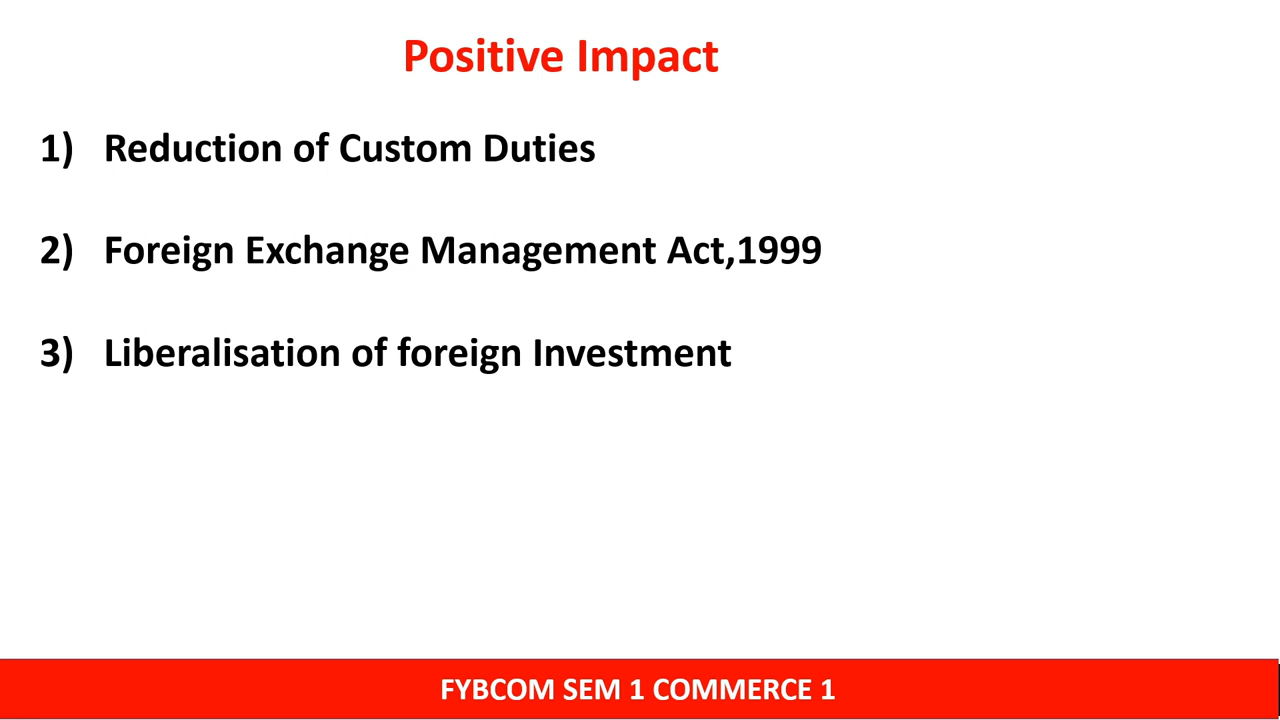 Positive Impact
1) Reduction of Custom Duties
2) Foreign Exchange Management Act,1999
3) Liberalisation of foreign Investment
FYBCOM SEM 1 COMMERCE 1